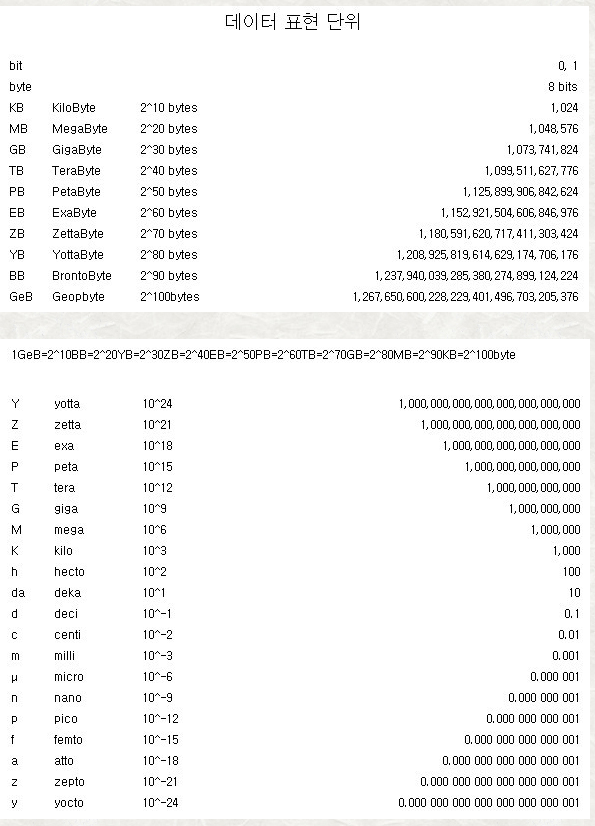 데이터 표현 단위
bit 0, 1
byte 8 bits
KB KiloByte 2^10 bytes 1,024
MB MegaByte 2^20 bytes 1,048,576
GB GigaByte 2^30 bytes 1,073,741,824
TB TeraByte 2^40 bytes 1,099,511,627,776
PB PetaByte 2^50 bytes 1,125,899,906,842,624
EB ExaByte 2^60 bytes 1,152,921,504,606,846,976
ZB ZettaByte 2^70 bytes 1,180,591,620,717,411,303,424
YB YottaByte 2^80 bytes 1,208,925,819,614,629,174,706,176
BB BrontoByte 2^90 bytes 1,237,940,039,285,380,274,899,124,224
GeB Geopbyte 2^100bytes 1,267,650,600,228,229,401,496,703,205,376
1GeB=2^10BB=2^20YB=2^30ZB=2^40EB=2^50PB=2^60TB=2^70GB=2^80MB=2^90KB=2^100byte
Y yotta 10^24 1,000,000,000,000,000,000,000,000
Z zetta 10^21 1,000,000,000,000,000,000,000
E exa 10^18 1,000,000,000,000,000,000
P peta 10^15 1,000,000,000,000,000
T tera 10^12 1,000,000,000,000
G giga 10^9 1,000,000,000
M mega 10^6 1,000,000
K kilo 10^3 1,000
h hecto 10^2 100
da deka 10^1 10
d deci 10^-1 0.1
c centi 10^-2 0.01
m milli 10^-3 0.001
µ micro 10^-6 0.000 001
n nano 10^-9 0.000 000 001
p pico 10^-12 0.000 000 000 001
f femto 10^-15 0.000 000 000 000 001
a atto 10^-18 0.000 000 000 000 000 001
z zepto 10^-21 0.000 000 000 000 000 000 001
y yocto 10^-24 0.000 000 000 000 000 000 000 001